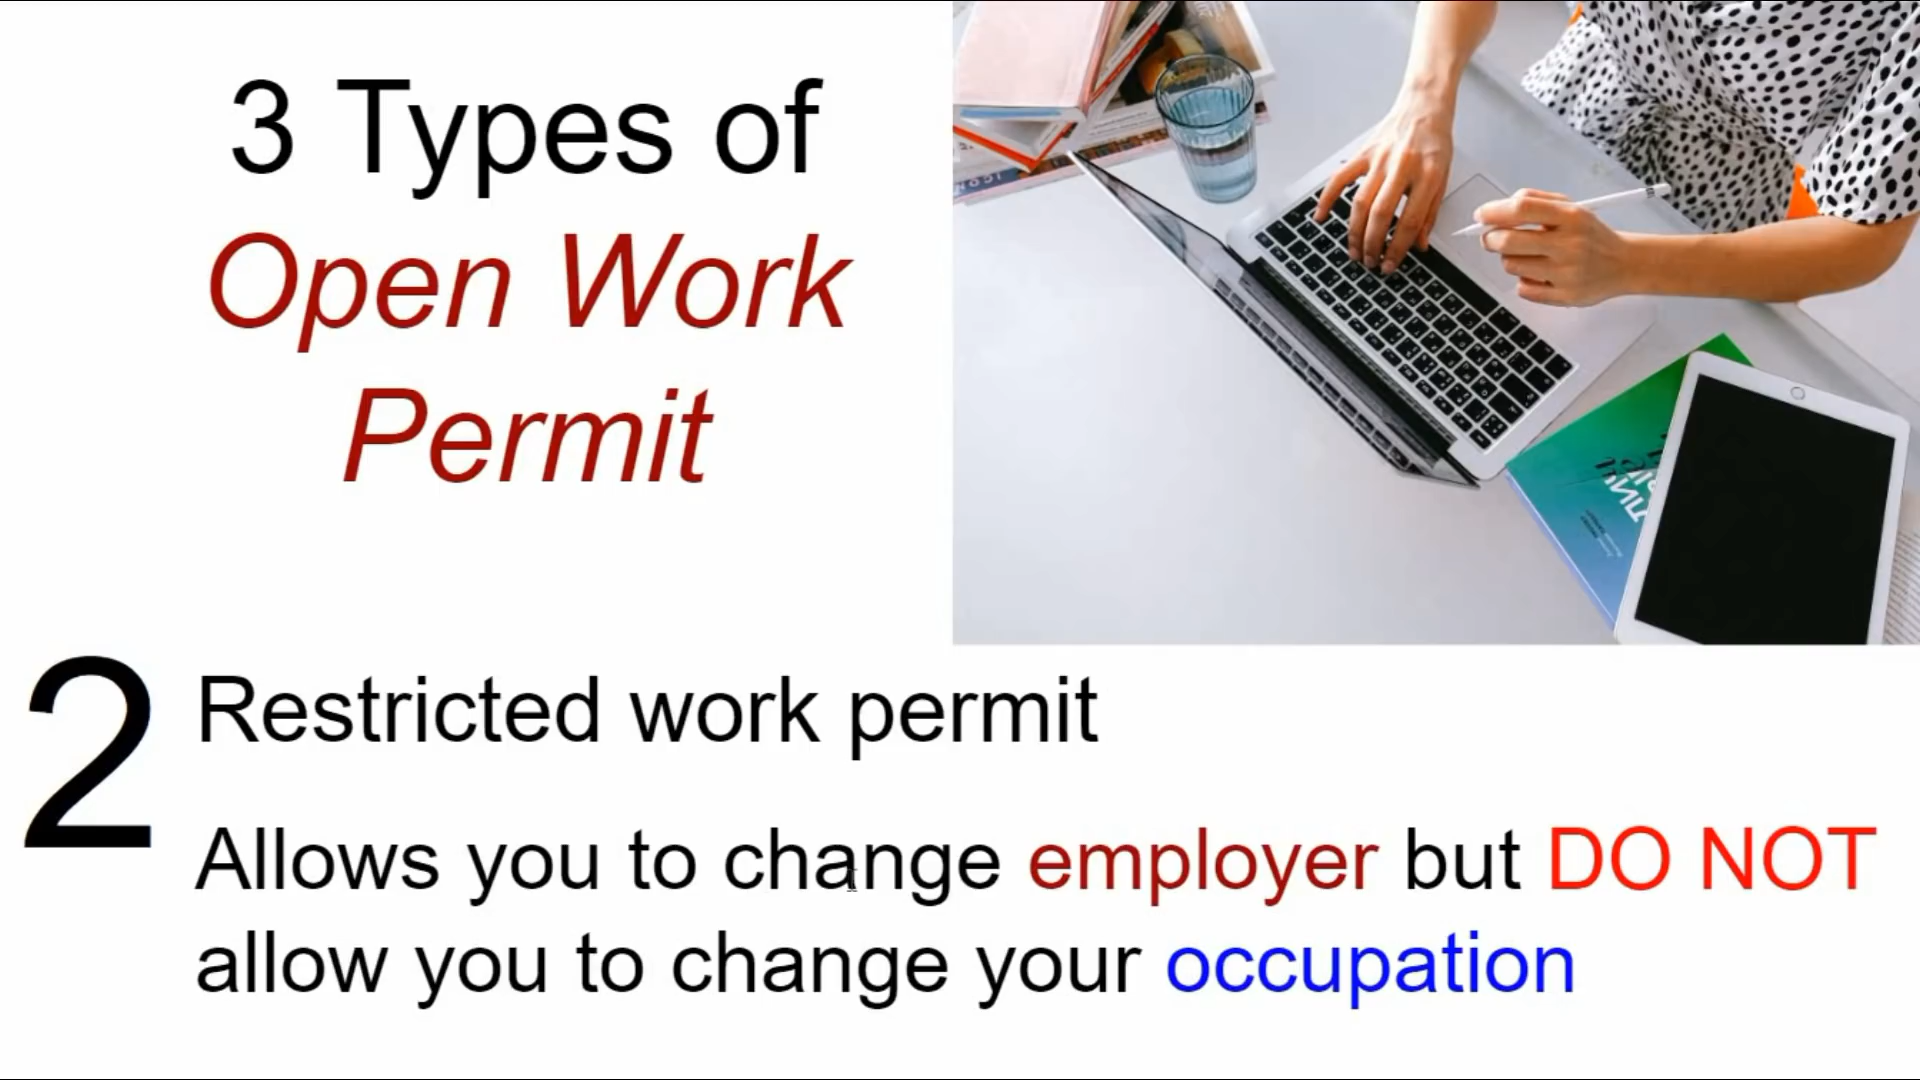 3 Types of
Open Work
Permit
2
Restricted work permit
Allows you to change employer but DO NOT
allow you to change your occupation